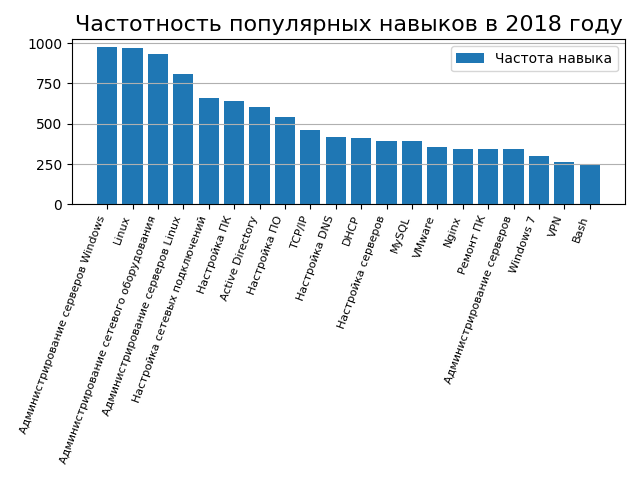 Частотность популярных навыков в 2018 году
1000
750
500
250
0
Частота навыка
Администрирование серверов Windows
Linux
Администрирование сетевого оборудования
Администрирование серверов Linux
Настройка сетевых подключений
Настройка ПК
Active Directory
Настройка ПО
TCP/IP
Настройка DNS
DHCP
Настройка серверов
MySQL
VMware
Nginx
Ремонт ПК
Администрирование серверов
Windows 7
VPN
Bash